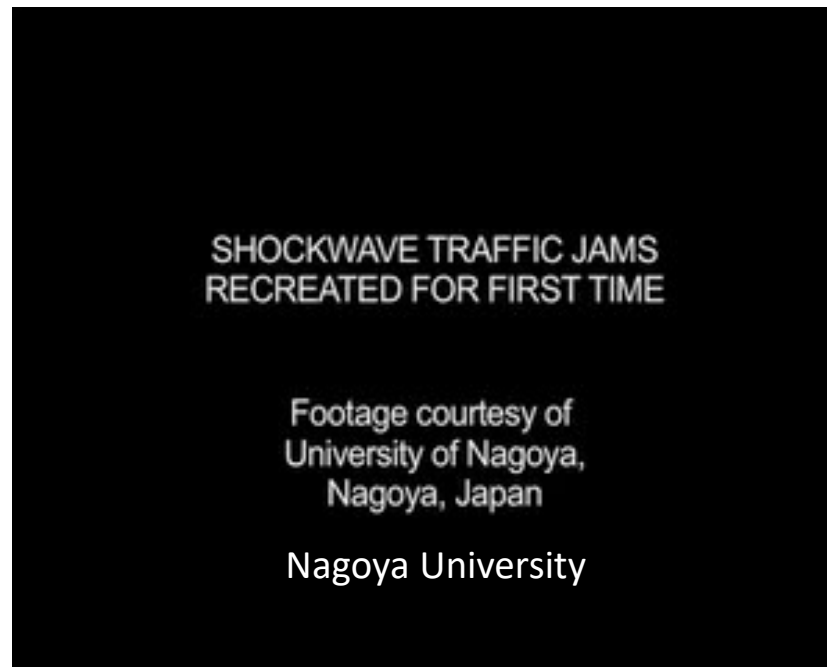 SHOCKWAVE TRAFFIC JAMS
RECREATED FOR FIRST TIME
Footage courtesy of
University of Nagoya,
Nagoya, Japan
Nagoya University